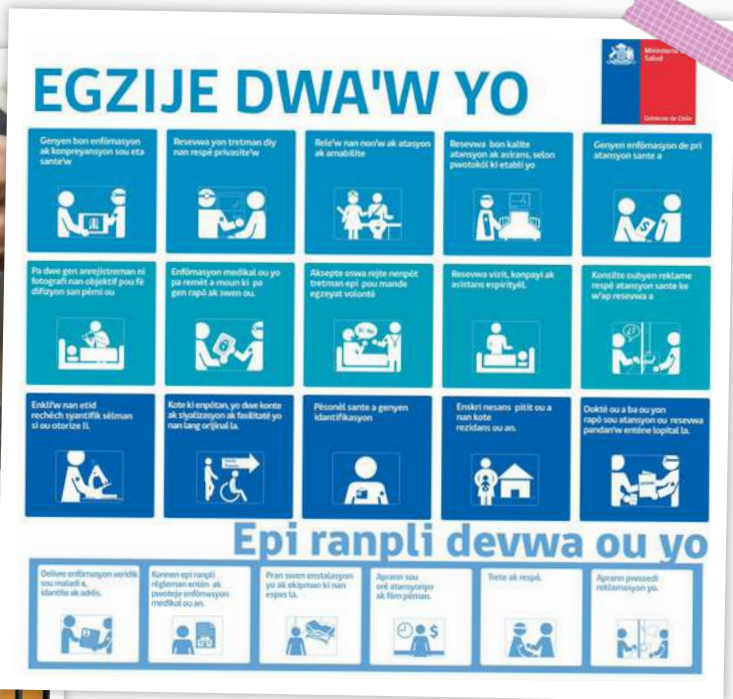 EGZIJE DWA'W YO
Ministerio
Salud
Gobierno de Chile
Genyen bon enfòmasyon
ak konpreyansyon sou eta
sante'w
Resevwa yon tretman diy
nan respè privasite'w
Rele'w nan non'w ak atasyon
ak amabilite
Resevwa bon kalite
atansyon ak asirans, selon
pwotokòl ki etabli yo
Genyen enfòmasyon de pri
atansyon sante a
Pa dwe gen anrejistroman ni
fotografi nan objektif pou fè
difizyon san pèmi ou
Enfòmasyon medikal ou yo
pa remèt a moun ki pa
gen rapò ak swen ou.
Aksepte oswa rejte nenpòt
tretman epi pou mande
egzeyat volontè
Resevwa vizit, konpayi ak
asistans espirityèl.
Konsilte oubyen reklame
respè atansyon sante ke
w'ap resevwa a
Enkli'w nan etid
rechèch syantifik sèlman
si ou otorize li.
Kote ki enpòtan, yo dwe konte
ak siyalizasyon ak fasilitate yo
nan lang orijinal la.
Pèsonèl sante a genyen
idantifikasyon
Enskri nesans pitit ou a
nan kote
rezidans ou an.
Doktè ou a ba ou yon
rapò sou atansyon ou resevwa
pandan'w entène lopital la.
Epi ranpli devwa ou yo
Delivre enfòmasyon veridik
sou maladi a,
idantite ak adrès.
Konnen epi ranpli
règleman entèn ak
pwoteje enfòmasyon
medikal ou an.
Pran swen enstalasyon
yo ak ekipman ki nan
espas la.
Aprann sou
orè atansyonyo
ak fòm pèman.
Trete ak respè.
Aprann pwosedi
reklamasyon yo.